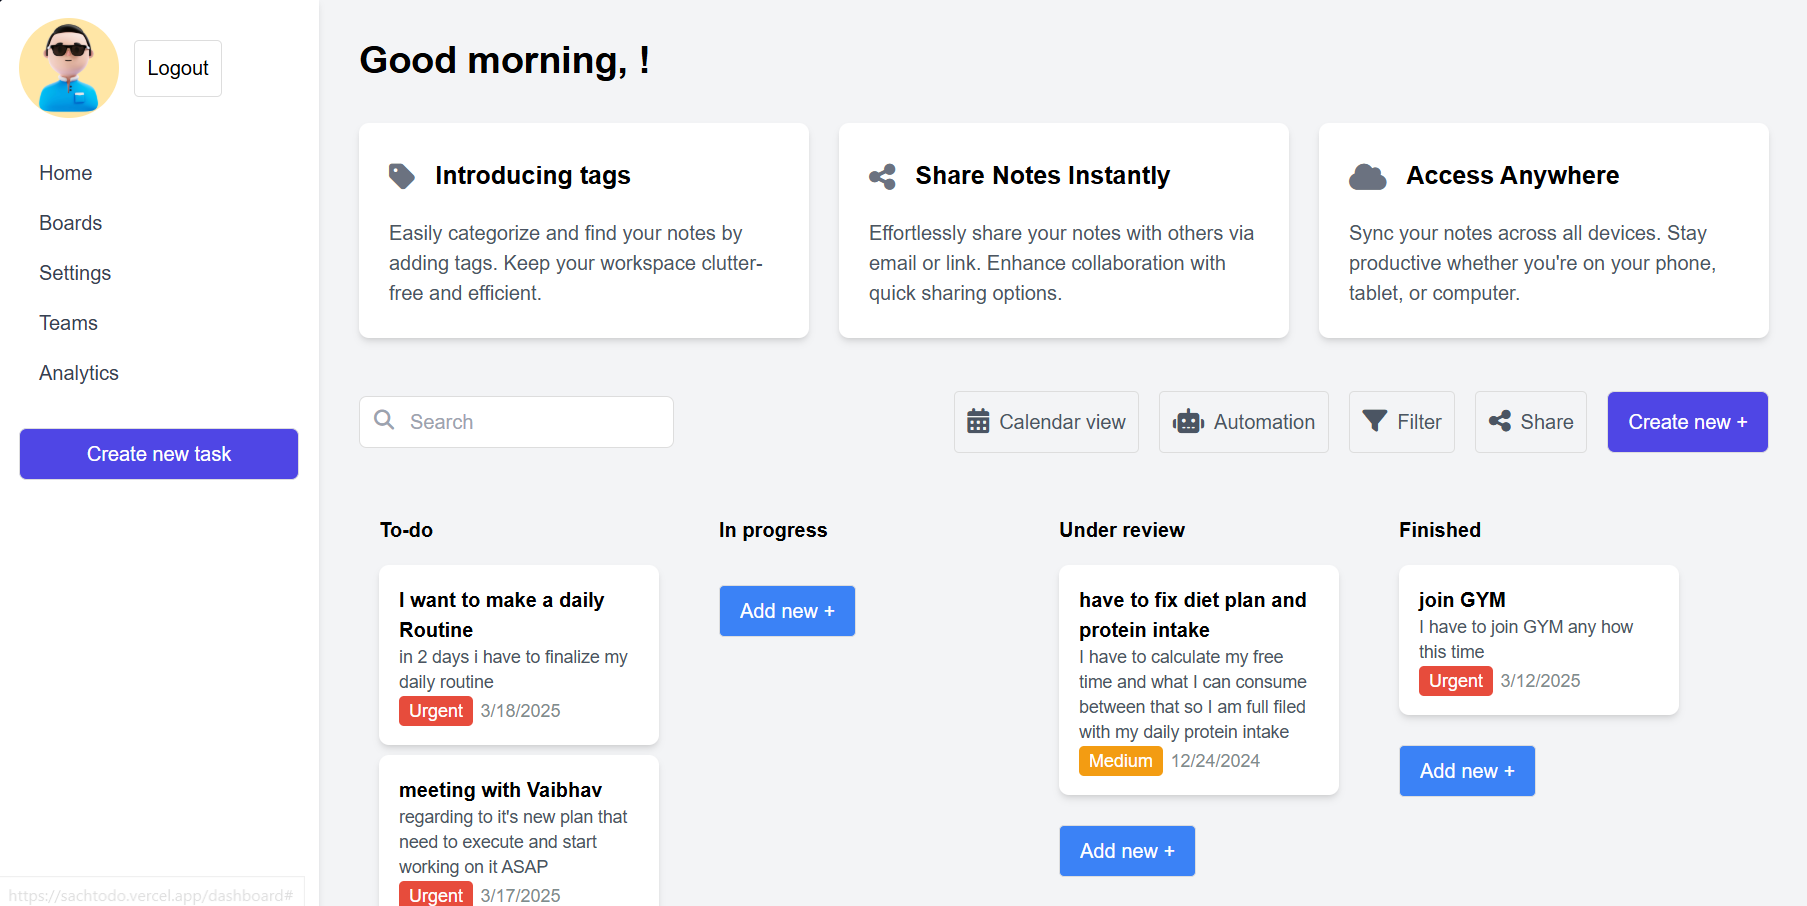 Logout
Home
Boards
Settings
Teams
Analytics
Create new task
Good morning, !
Introducing tags
Easily categorize and find your notes by
adding tags. Keep your workspace clutter-
free and efficient.
Share Notes Instantly
Effortlessly share your notes with others via
email or link. Enhance collaboration with
quick sharing options.
Access Anywhere
Sync your notes across all devices. Stay
productive whether you're on your phone,
tablet, or computer.
Search
Calendar view
Automation
Filter
Share
Create new +
To-do
I want to make a daily
Routine
in 2 days i have to finalize my
daily routine
Urgent 3/18/2025
meeting with Vaibhav
regarding to it's new plan that
need to execute and start
working on it ASAP
Urgent 3/17/2025
In progress
Add new +
Under review
have to fix diet plan and
protein intake
I have to calculate my free
time and what I can consume
between that so I am full filed
with my daily protein intake
Medium 12/24/2024
Add new +
Finished
join GYM
I have to join GYM any how
this time
Urgent 3/12/2025
Add new +
https://sachtodo.vercel.app/dashboard#